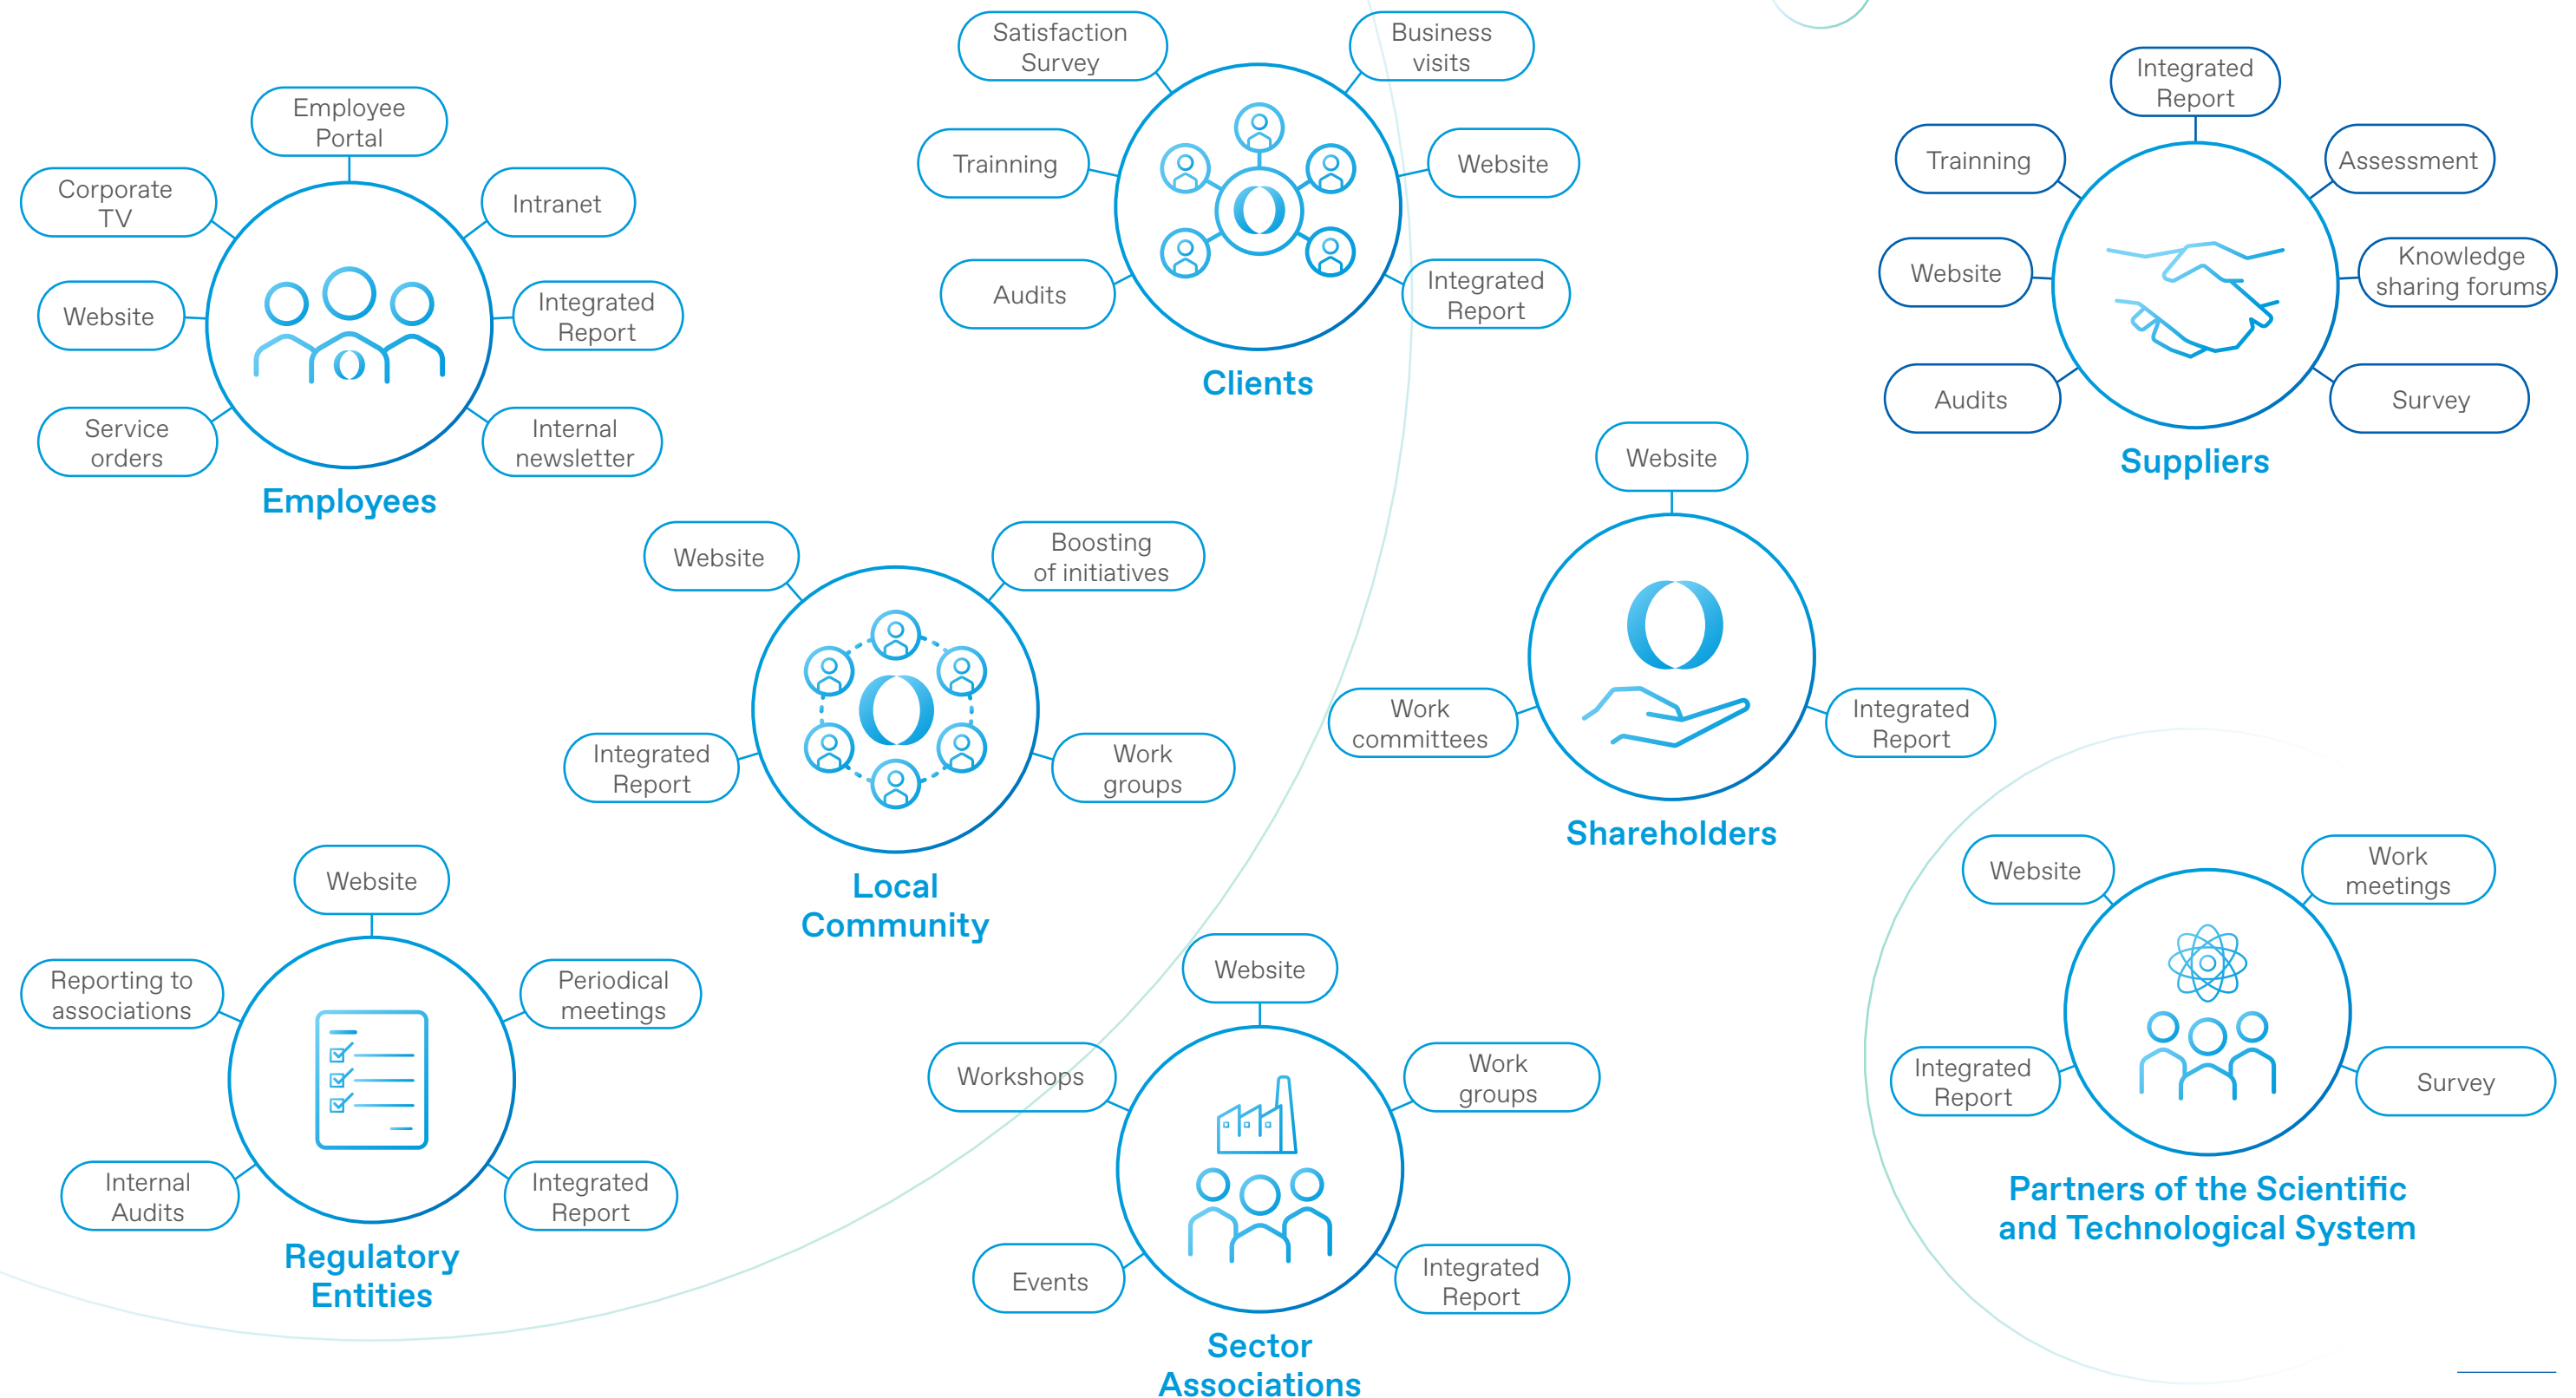 Employee
Portal
Corporate
TV
Intranet
Website
Integrated
Report
Service
orders
Internal
newsletter
Employees
Satisfaction
Survey
Business
visits
Trainning
Website
Audits
Integrated
Report
Clients
Integrated
Report
Trainning
Assessment
Website
Knowledge
sharing forums
Audits
Survey
Suppliers
Website
Boosting
of initiatives
Integrated
Report
Work
groups
Local
Community
Website
Work
committees
Integrated
Report
Shareholders
Website
Reporting to
associations
Periodical
meetings
Internal
Audits
Integrated
Report
Regulatory
Entities
Website
Workshops
Work
groups
Events
Integrated
Report
Sector
Associations
Website
Work
meetings
Integrated
Report
Survey
Partners of the Scientific
and Technological System